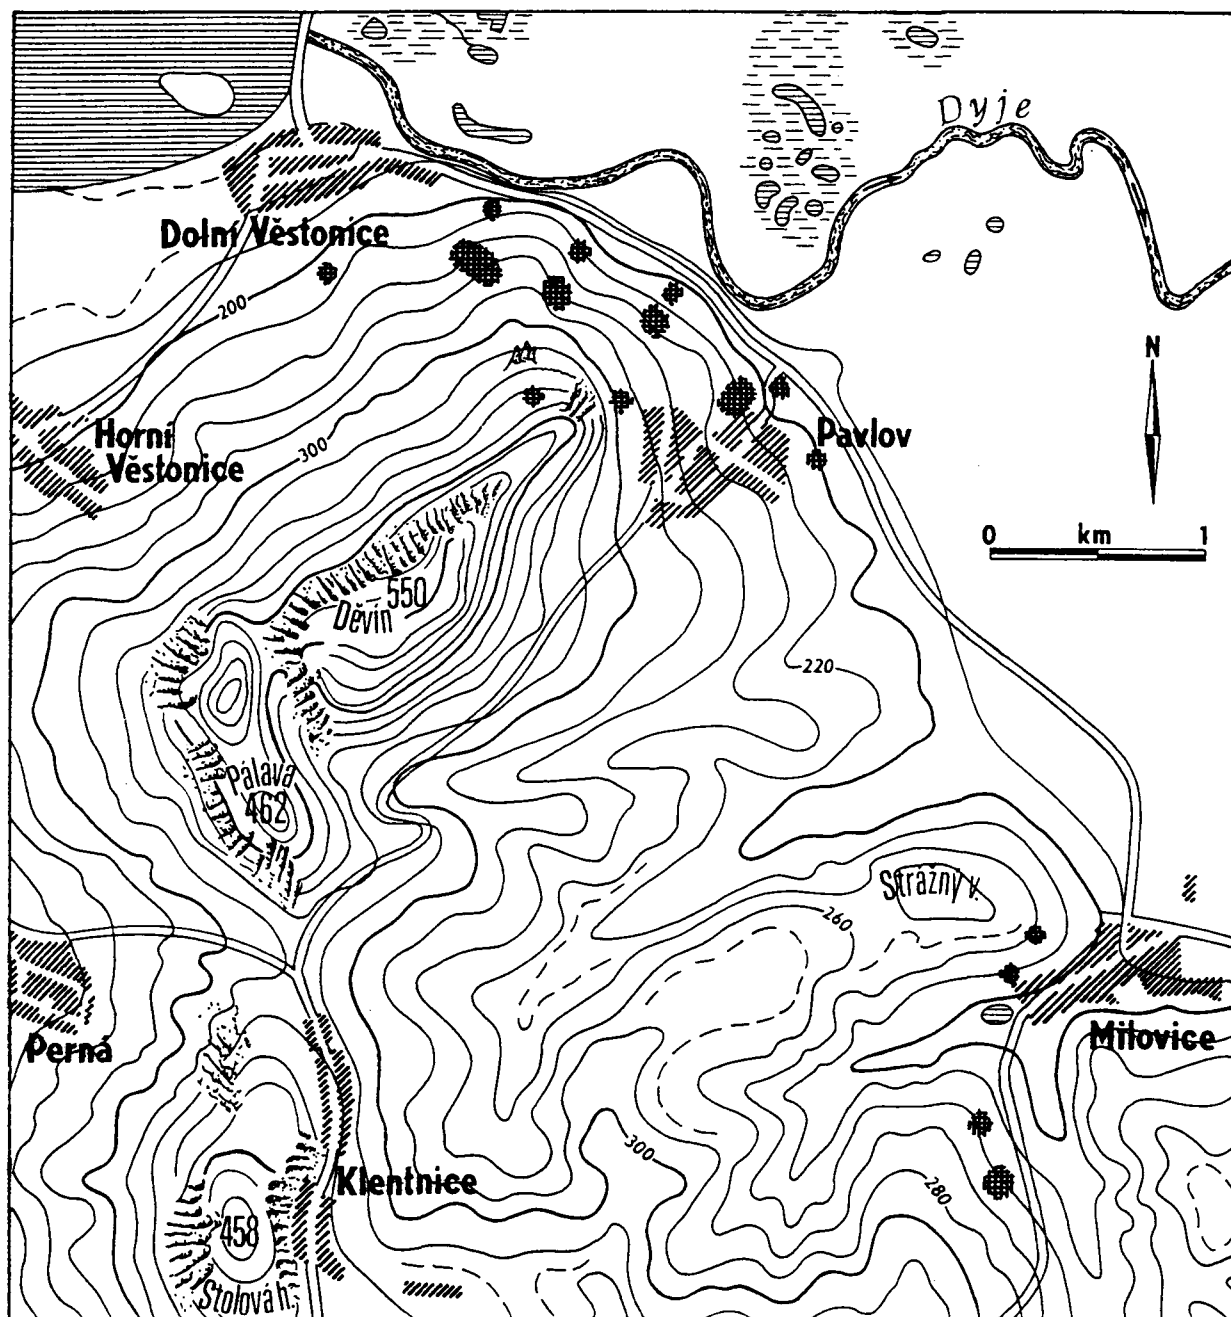 Dyje
Dolní Věstonice
200
N
Horní
Věstonice
300
Pavlov
0 km 1
550
Děvín
220
Palava
462
Strážný v.
260
Perná
Milovice
300
Klentnice
280
458
Stolová h.